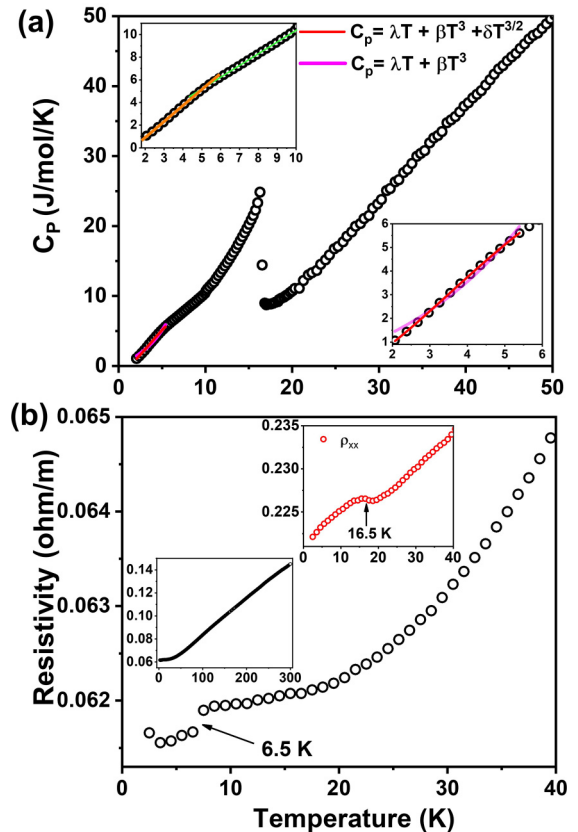 (a)
C_P (J/mol/K)
50
40
30
20
10
0
C_p= λT + βT^3 +δT^{3/2}
C_p= λT + βT^3
12
10
8
6
4
2
0
2 3 4 5 6 7 8 9 10
6
5
4
3
2
1
2 3 4 5 6
0 10 20 30 40 50
(b)
Resistivity (ohm/m)
0.065
0.064
0.063
0.062
0.235
0.230
0.225
ρ_xx
16.5 K
0 10 20 30 40
0.14
0.12
0.10
0.08
0.06
0 100 200 300
6.5 K
0 10 20 30 40
Temperature (K)